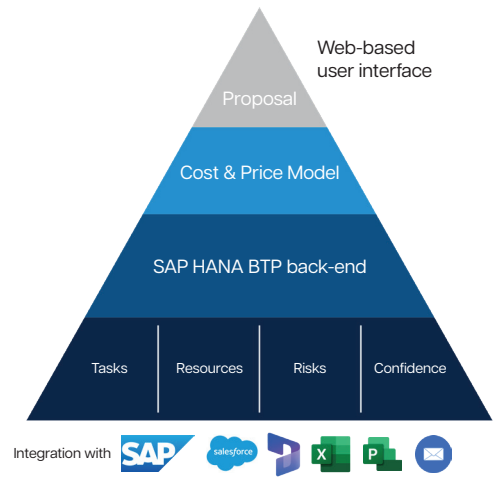 Web-based
user interface
Proposal
Cost & Price Model
SAP HANA BTP back-end
Tasks
Resources
Risks
Confidence
Integration with
SAP
salesforce
X
P